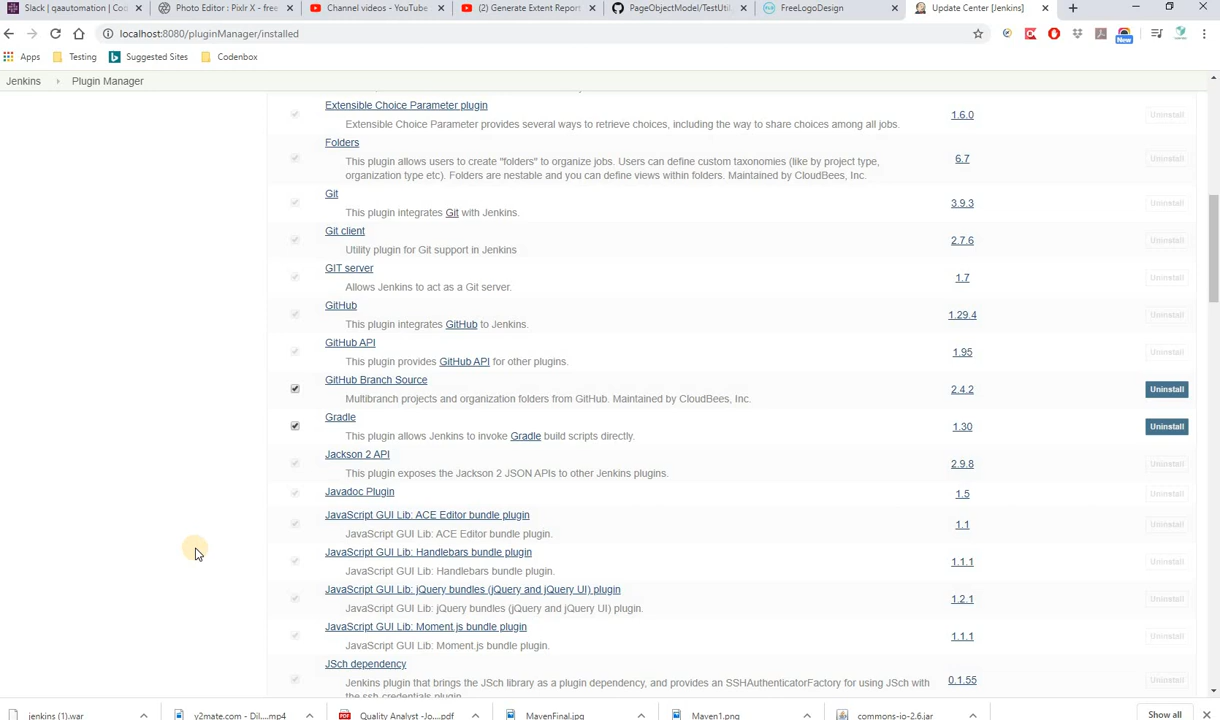 Slack | qaautomation | Coc
Photo Editor : Pixlr X - free
Channel videos - YouTube
(2) Generate Extent Report
PageObjectModel/TestUtil
FreeLogoDesign
Update Center [Jenkins]
localhost:8080/pluginManager/installed
New
Apps
Testing
Suggested Sites
Codenbox
Jenkins
Plugin Manager
Extensible Choice Parameter plugin
Extensible Choice Parameter provides several ways to retrieve choices, including the way to share choices among all jobs.
1.6.0
Uninstall
Folders
This plugin allows users to create "folders" to organize jobs. Users can define custom taxonomies (like by project type,
organization type etc). Folders are nestable and you can define views within folders. Maintained by CloudBees, Inc.
6.7
Uninstall
Git
This plugin integrates Git with Jenkins.
3.9.3
Uninstall
Git client
Utility plugin for Git support in Jenkins
2.7.6
Uninstall
GIT server
Allows Jenkins to act as a Git server.
1.7
Uninstall
GitHub
This plugin integrates GitHub to Jenkins.
1.29.4
Uninstall
GitHub API
This plugin provides GitHub API for other plugins.
1.95
Uninstall
GitHub Branch Source
Multibranch projects and organization folders from GitHub. Maintained by CloudBees, Inc.
2.4.2
Uninstall
Gradle
This plugin allows Jenkins to invoke Gradle build scripts directly.
1.30
Uninstall
Jackson 2 API
This plugin exposes the Jackson 2 JSON APIs to other Jenkins plugins.
2.9.8
Uninstall
Javadoc Plugin
1.5
Uninstall
JavaScript GUI Lib: ACE Editor bundle plugin
JavaScript GUI Lib: ACE Editor bundle plugin.
1.1
Uninstall
JavaScript GUI Lib: Handlebars bundle plugin
JavaScript GUI Lib: Handlebars bundle plugin.
1.1.1
Uninstall
JavaScript GUI Lib: jQuery bundles (jQuery and jQuery UI) plugin
JavaScript GUI Lib: jQuery bundles (jQuery and jQuery UI) plugin.
1.2.1
Uninstall
JavaScript GUI Lib: Moment.js bundle plugin
JavaScript GUI Lib: Moment.js bundle plugin.
1.1.1
Uninstall
JSch dependency
Jenkins plugin that brings the JSch library as a plugin dependency, and provides an SSHAuthenticatorFactory for using JSch with
the ssh-credentials plugin
0.1.55
Uninstall
jenkins (1).war
y2mate.com - Dil....mp4
Quality Analyst -Jo....pdf
MavenFinal.jpg
Maven1.png
commons-io-2.6.jar
Show all